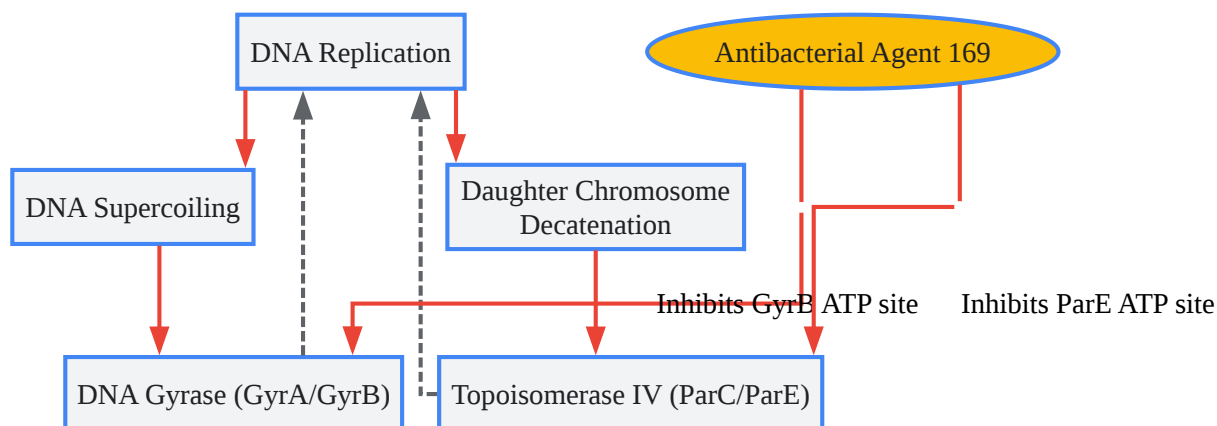 DNA Replication
Antibacterial Agent 169
DNA Supercoiling
Daughter Chromosome
Decatenation
Inhibits GyrB ATP site
Inhibits ParE ATP site
DNA Gyrase (GyrA/GyrB)
Topoisomerase IV (ParC/ParE)